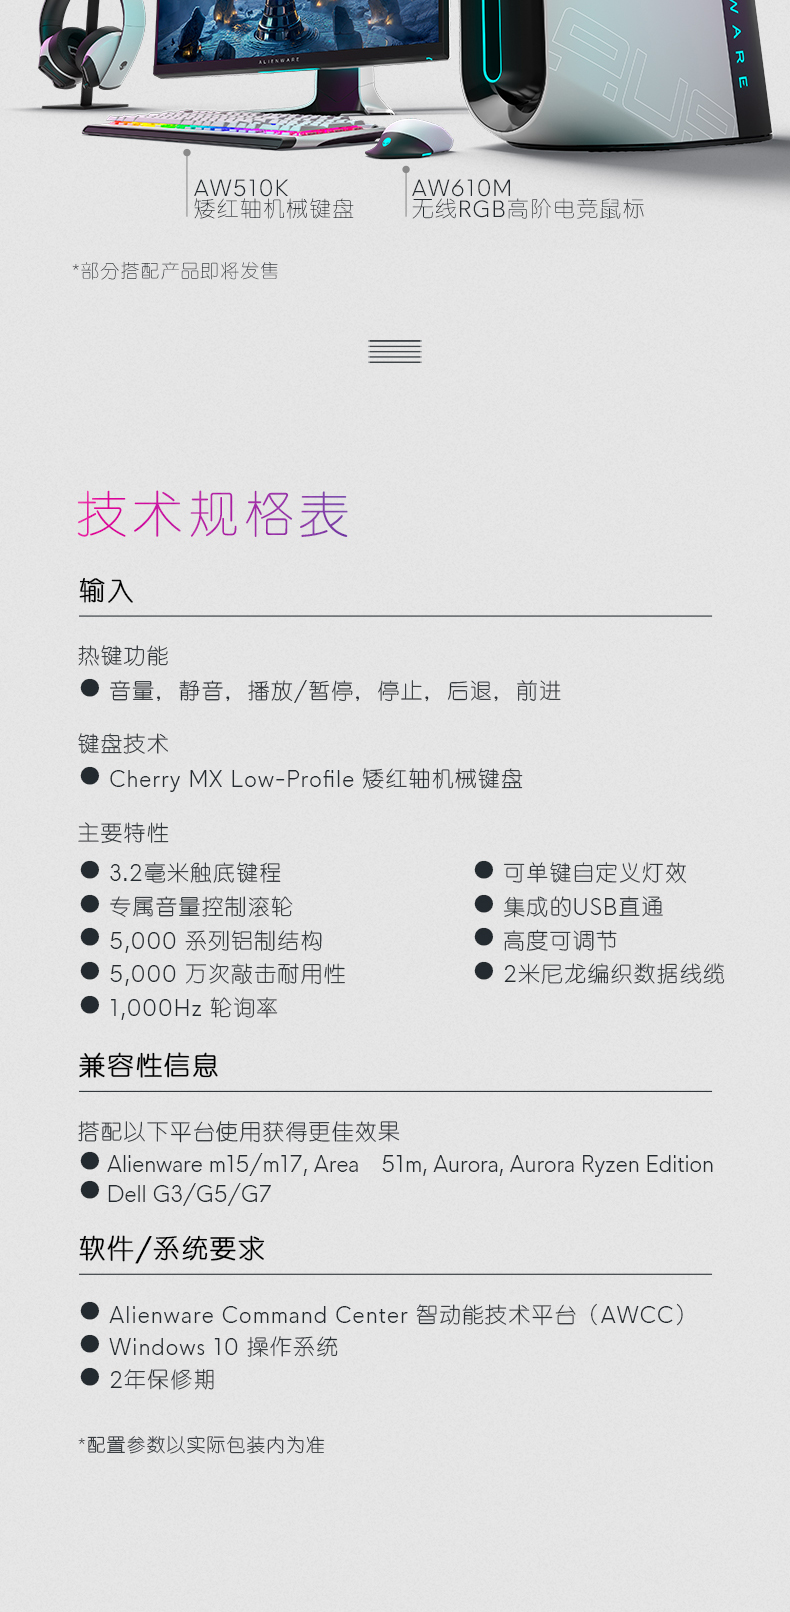 ALIENWARE
WARE
AW510K
矮红轴机械键盘
AW610M
无线RGB高阶电竞鼠标
*部分搭配产品即将发售
技术规格表
输入
热键功能
● 音量，静音，播放/暂停，停止，后退，前进
键盘技术
● Cherry MX Low-Profile 矮红轴机械键盘
主要特性
● 3.2毫米触底键程
● 专属音量控制滚轮
● 5,000 系列铝制结构
● 5,000 万次敲击耐用性
● 1,000Hz 轮询率
● 可单键自定义灯效
● 集成的USB直通
● 高度可调节
● 2米尼龙编织数据线缆
兼容性信息
搭配以下平台使用获得更佳效果
● Alienware m15/m17, Area 51m, Aurora, Aurora Ryzen Edition
● Dell G3/G5/G7
软件/系统要求
● Alienware Command Center 智动能技术平台（AWCC）
● Windows 10 操作系统
● 2年保修期
*配置参数以实际包装内为准